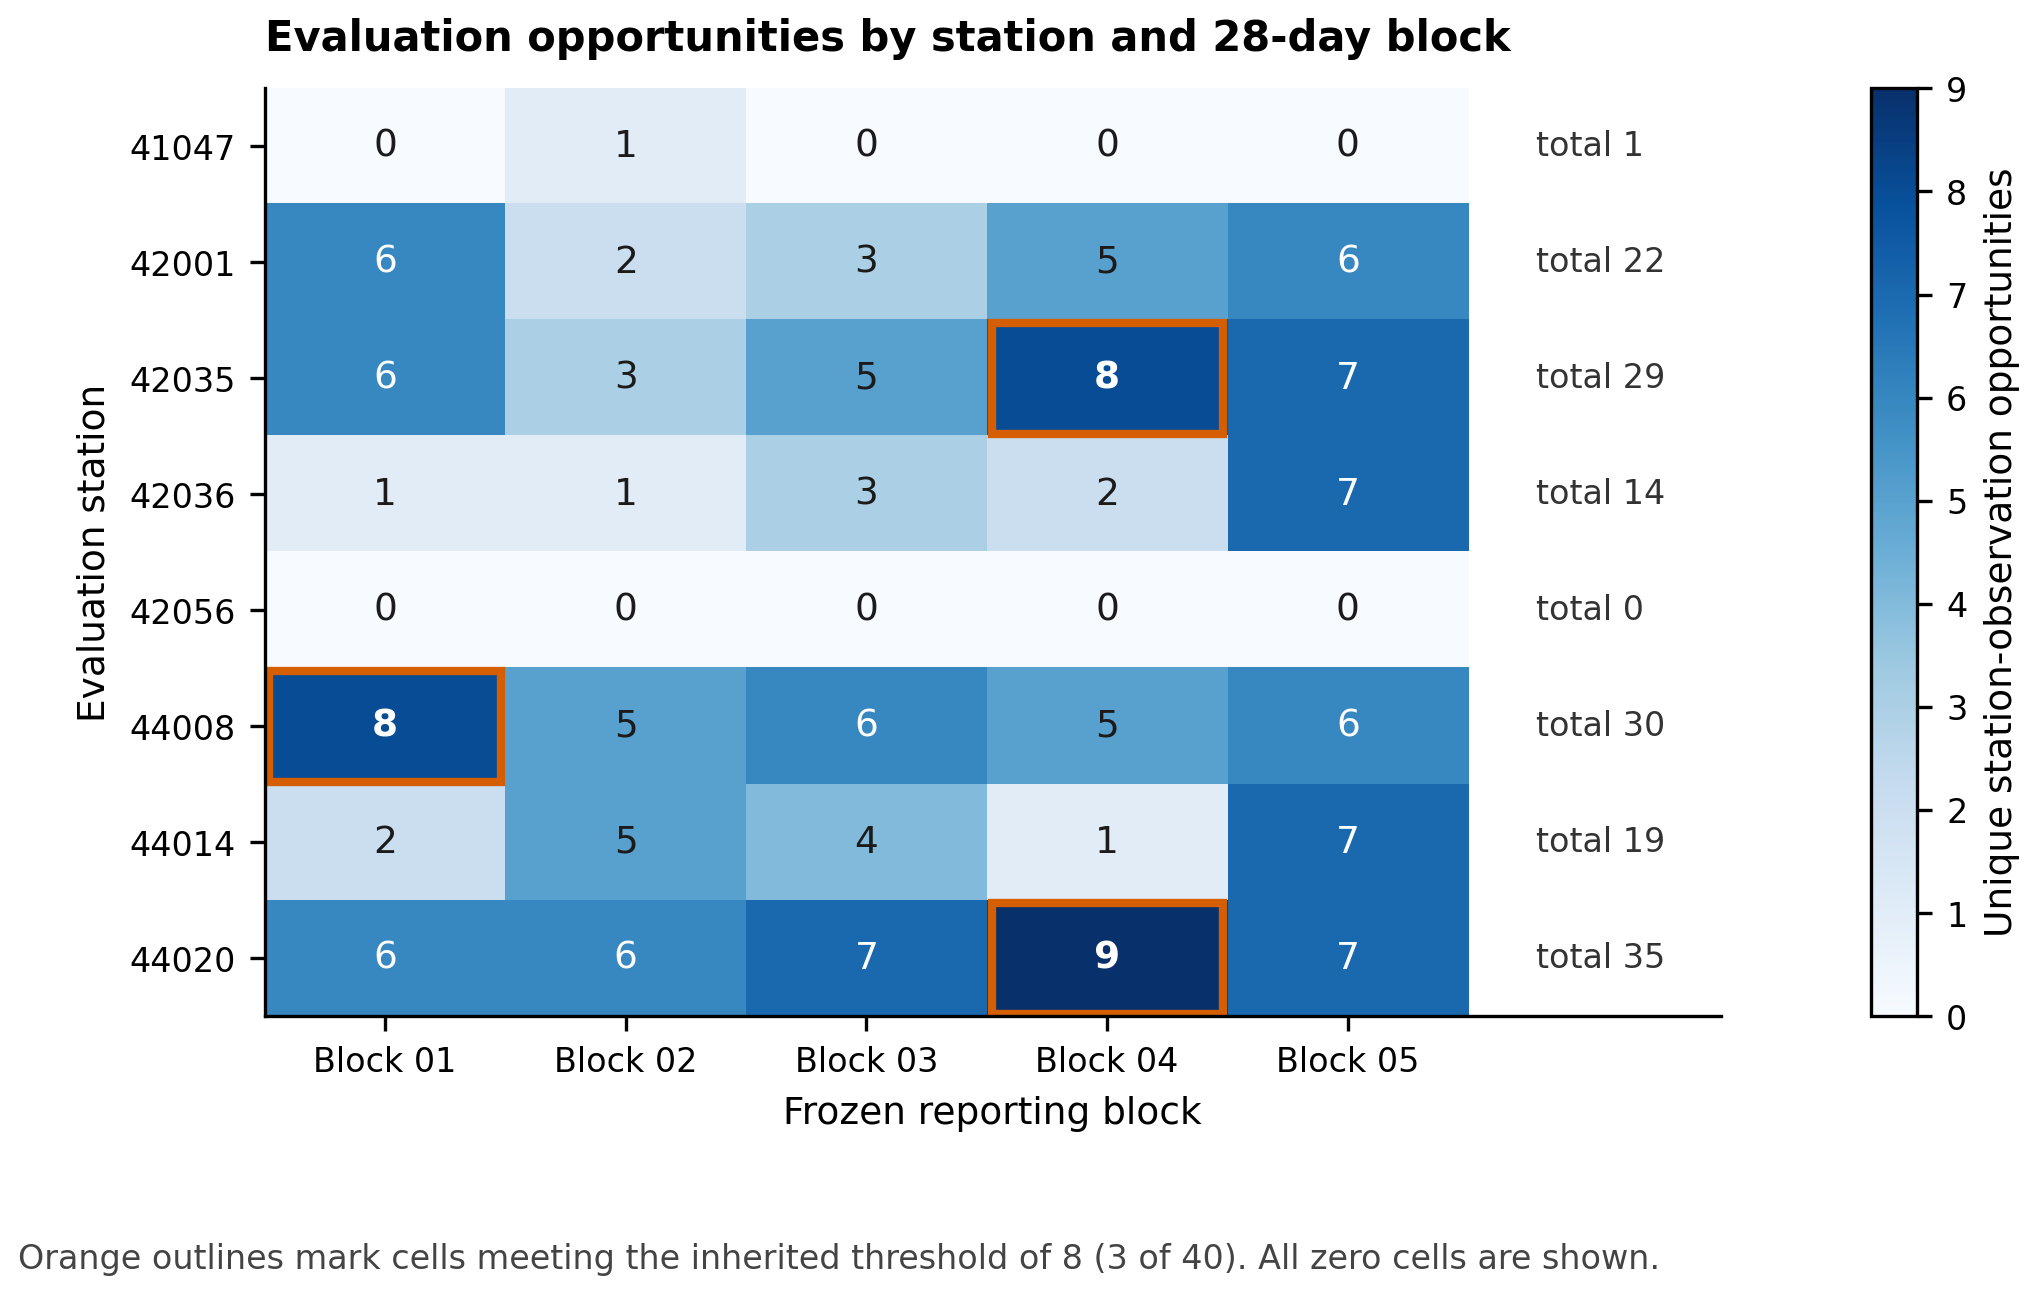 Evaluation opportunities by station and 28-day block
41047 0 1 0 0 0 total 1
42001 6 2 3 5 6 total 22
42035 6 3 5 8 7 total 29
42036 1 1 3 2 7 total 14
42056 0 0 0 0 0 total 0
44008 8 5 6 5 6 total 30
44014 2 5 4 1 7 total 19
44020 6 6 7 9 7 total 35
Evaluation station
Block 01 Block 02 Block 03 Block 04 Block 05
Frozen reporting block
9
8
7
6
5
4
3
2
1
0
Unique station-observation opportunities
Orange outlines mark cells meeting the inherited threshold of 8 (3 of 40). All zero cells are shown.